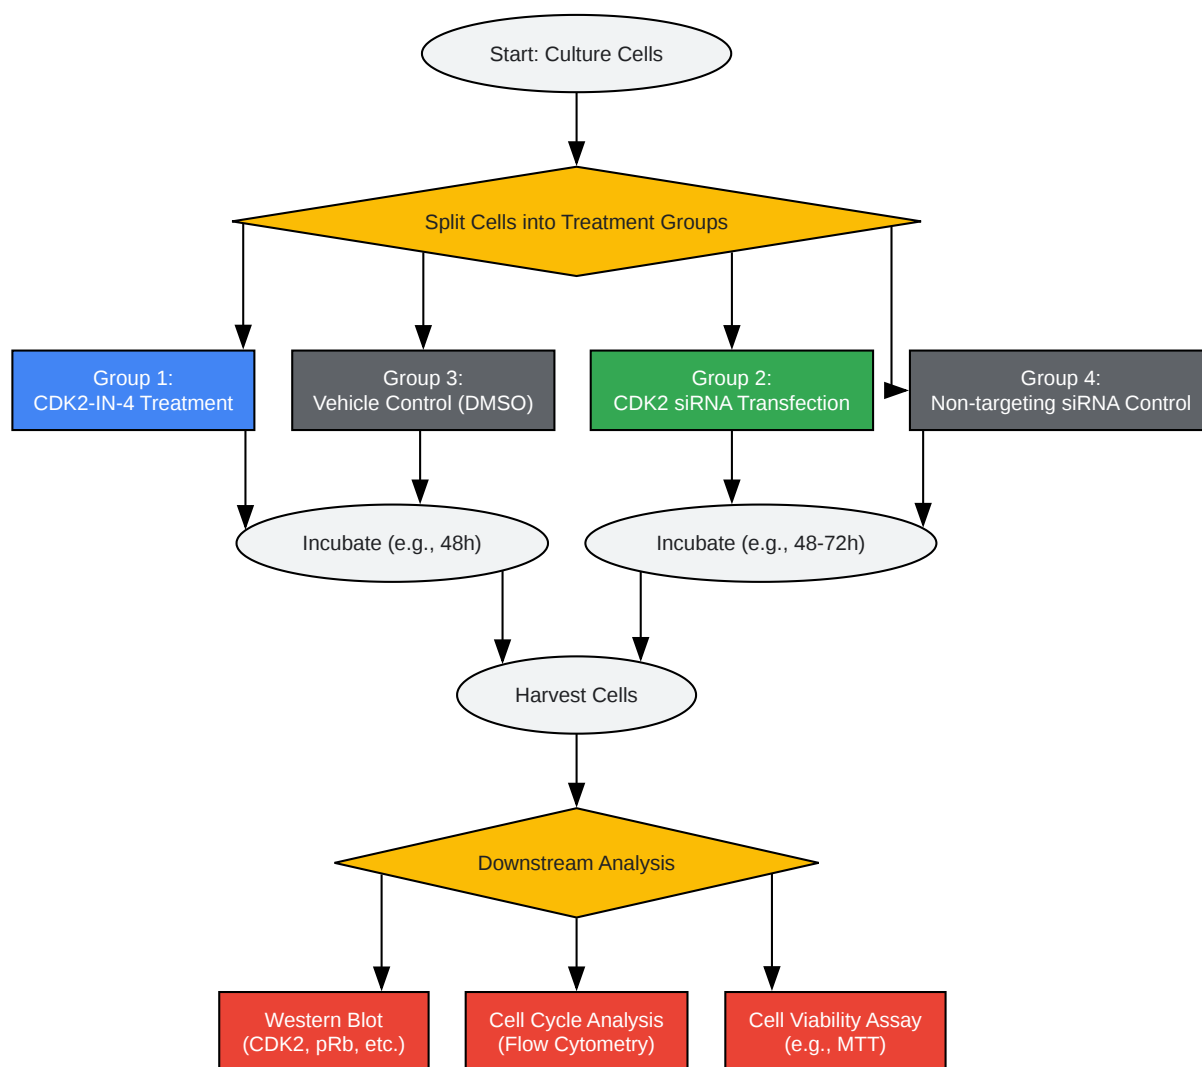 Start: Culture Cells
Split Cells into Treatment Groups
Group 1:
CDK2-IN-4 Treatment
Group 3:
Vehicle Control (DMSO)
Group 2:
CDK2 siRNA Transfection
Group 4:
Non-targeting siRNA Control
Incubate (e.g., 48h)
Incubate (e.g., 48-72h)
Harvest Cells
Downstream Analysis
Western Blot
(CDK2, pRb, etc.)
Cell Cycle Analysis
(Flow Cytometry)
Cell Viability Assay
(e.g., MTT)